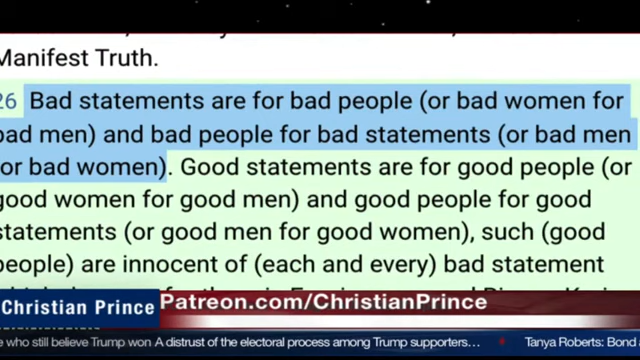 Manifest Truth.
26 Bad statements are for bad people (or bad women for
bad men) and bad people for bad statements (or bad men
for bad women). Good statements are for good people (or
good women for good men) and good people for good
statements (or good men for good women), such (good
people) are innocent of (each and every) bad statement
Christian Prince
Patreon.com/ChristianPrince
who still believe Trump won A distrust of the electoral process among Trump supporters…
Tanya Roberts: Bond